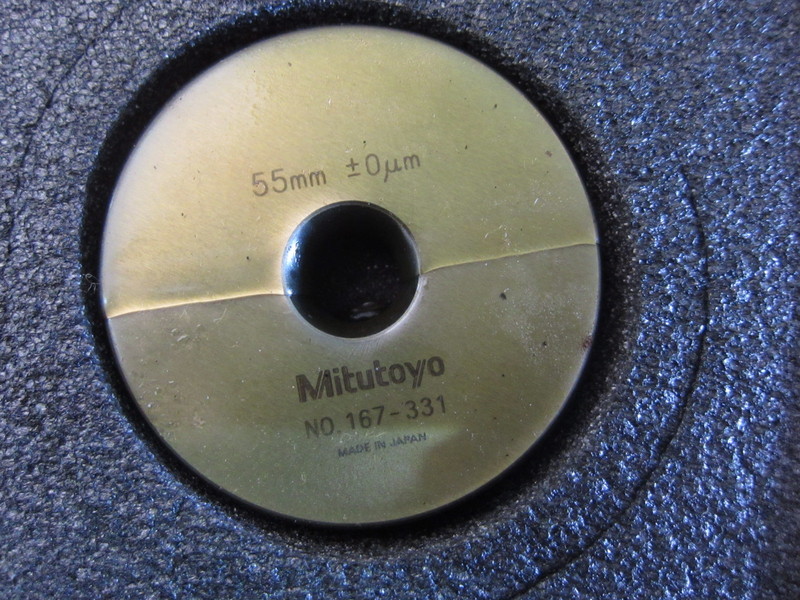 55mm ±0μm
Mitutoyo
NO.167-331
MADE IN JAPAN